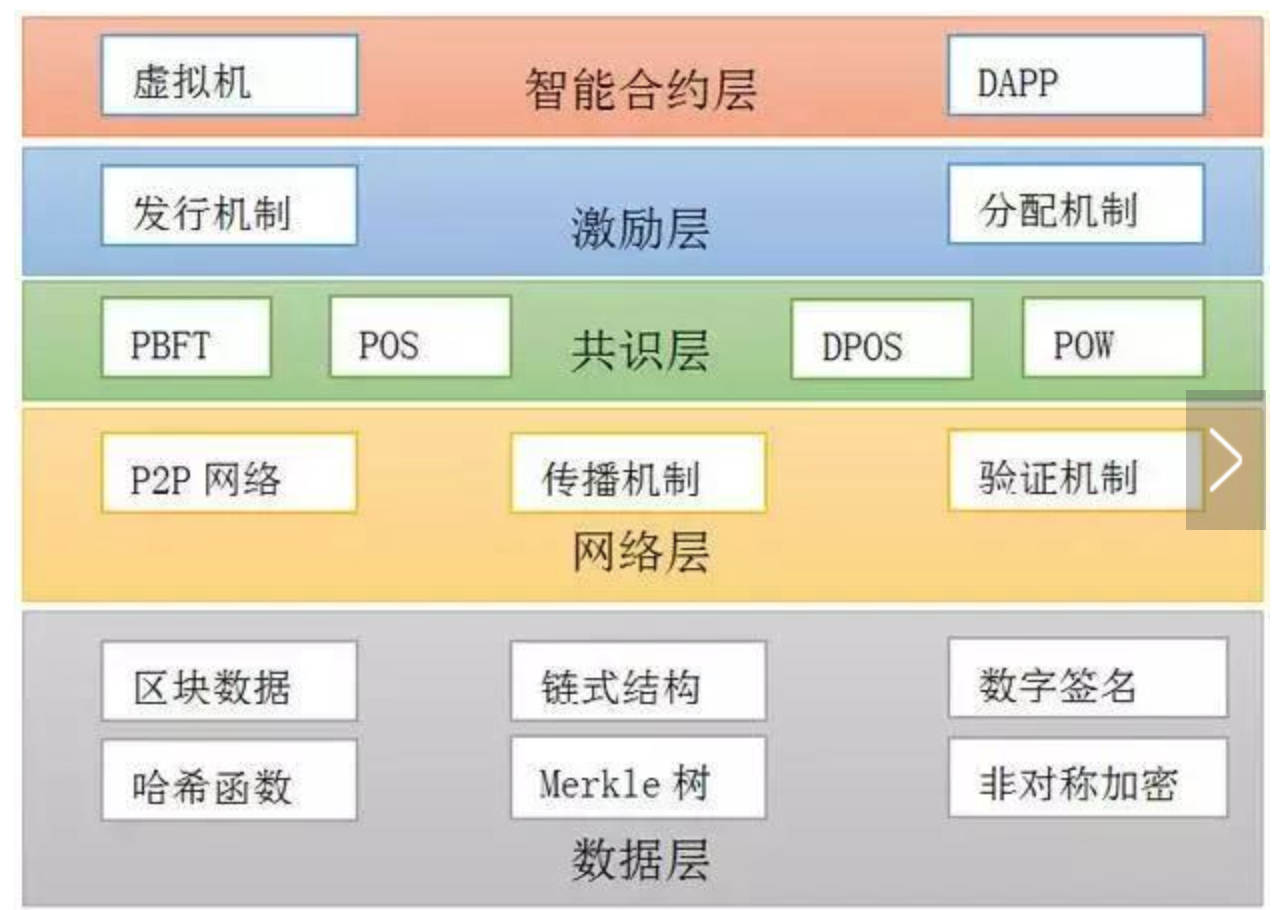 虚拟机 智能合约层 DAPP
发行机制 激励层 分配机制
PBFT POS 共识层 DPOS POW
P2P 网络 传播机制 验证机制
网络层
区块数据 链式结构 数字签名
哈希函数 Merkle 树 非对称加密
数据层